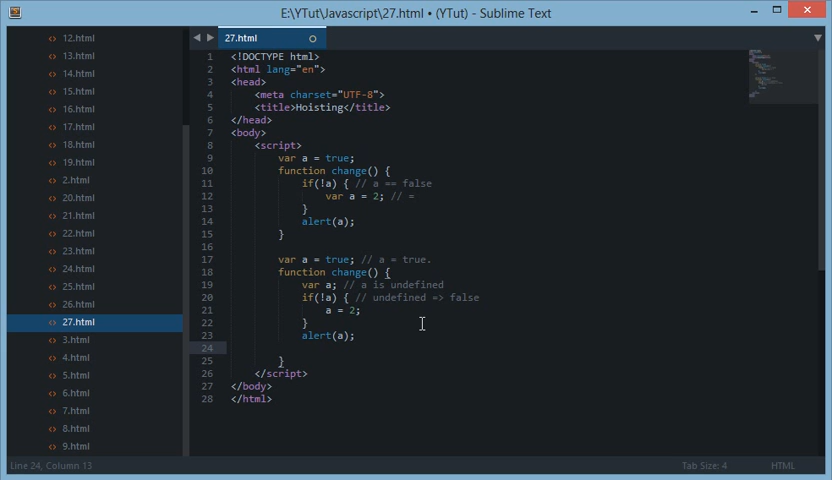 E:\YTut\Javascript\27.html • (YTut) - Sublime Text
27.html
12.html
13.html
14.html
15.html
16.html
17.html
18.html
19.html
2.html
20.html
21.html
22.html
23.html
24.html
25.html
26.html
27.html
3.html
4.html
5.html
6.html
7.html
8.html
9.html
1 <!DOCTYPE html>
2 <html lang="en">
3 <head>
4 <meta charset="UTF-8">
5 <title>Hoisting</title>
6 </head>
7 <body>
8 <script>
9 var a = true;
10 function change() {
11 if(!a) { // a == false
12 var a = 2; // =
13 }
14 alert(a);
15 }
16
17 var a = true; // a = true.
18 function change() {
19 var a; // a is undefined
20 if(!a) { // undefined => false
21 a = 2;
22 }
23 alert(a);
24
25 }
26 </script>
27 </body>
28 </html>
Line 24, Column 13
Tab Size: 4
HTML